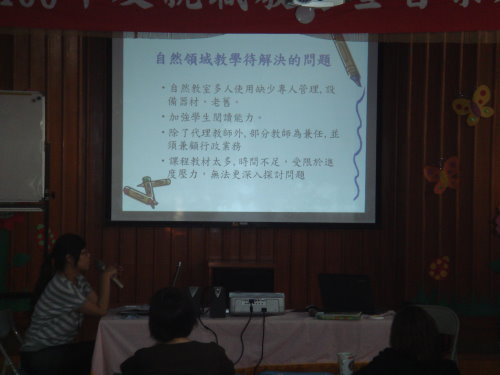 自然領域教學待解決的問題
• 自然教室多人使用缺少專人管理,設
備器材，老舊。
• 加強學生閱讀能力。
• 除了代理教師外,部分教師為兼任,並
須兼顧行政業務
• 課程教材太多,時間不足，受限於進
度壓力，無法更深入探討問題